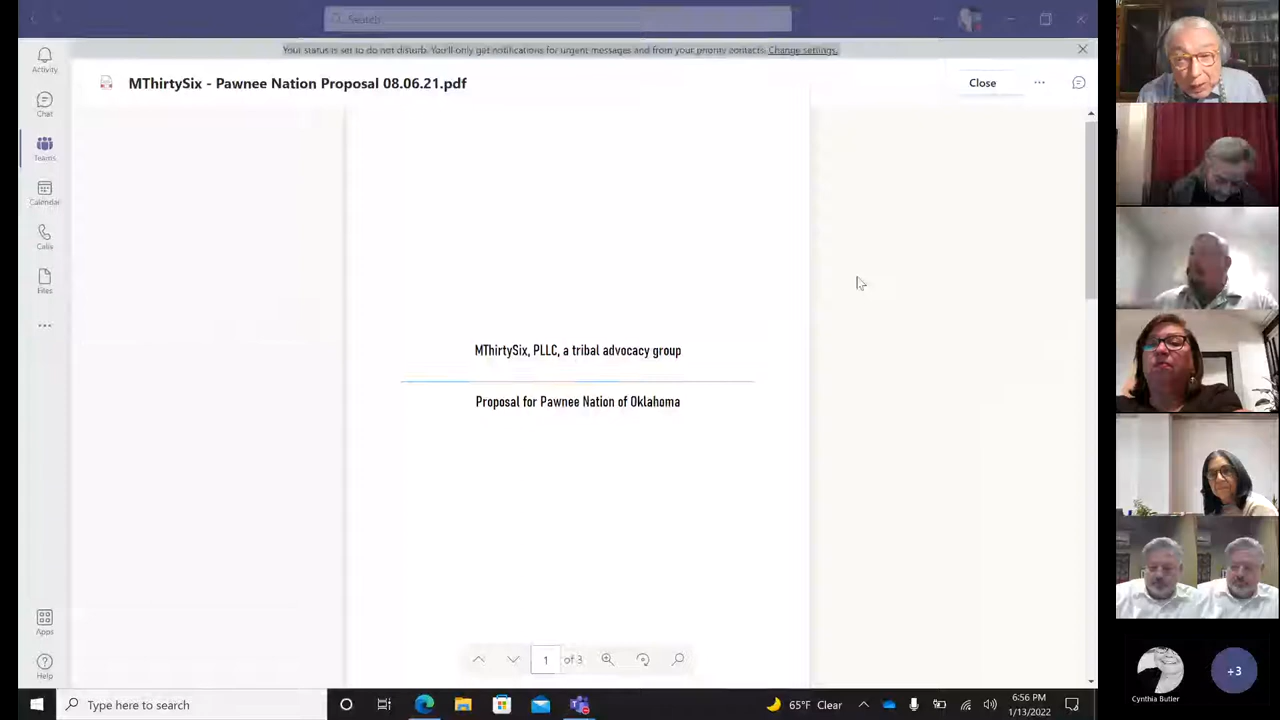 Search
Your status is set to do not disturb. You'll only get notifications for urgent messages and from your priority contacts. Change settings.
MThirtySix - Pawnee Nation Proposal 08.06.21.pdf
Close
Activity
Chat
Teams
Calendar
Calls
Files
MThirtySix, PLLC, a tribal advocacy group
Proposal for Pawnee Nation of Oklahoma
Apps
Help
1 of 3
Cynthia Butler
+3
Type here to search
65°F Clear
6:56 PM
1/13/2022